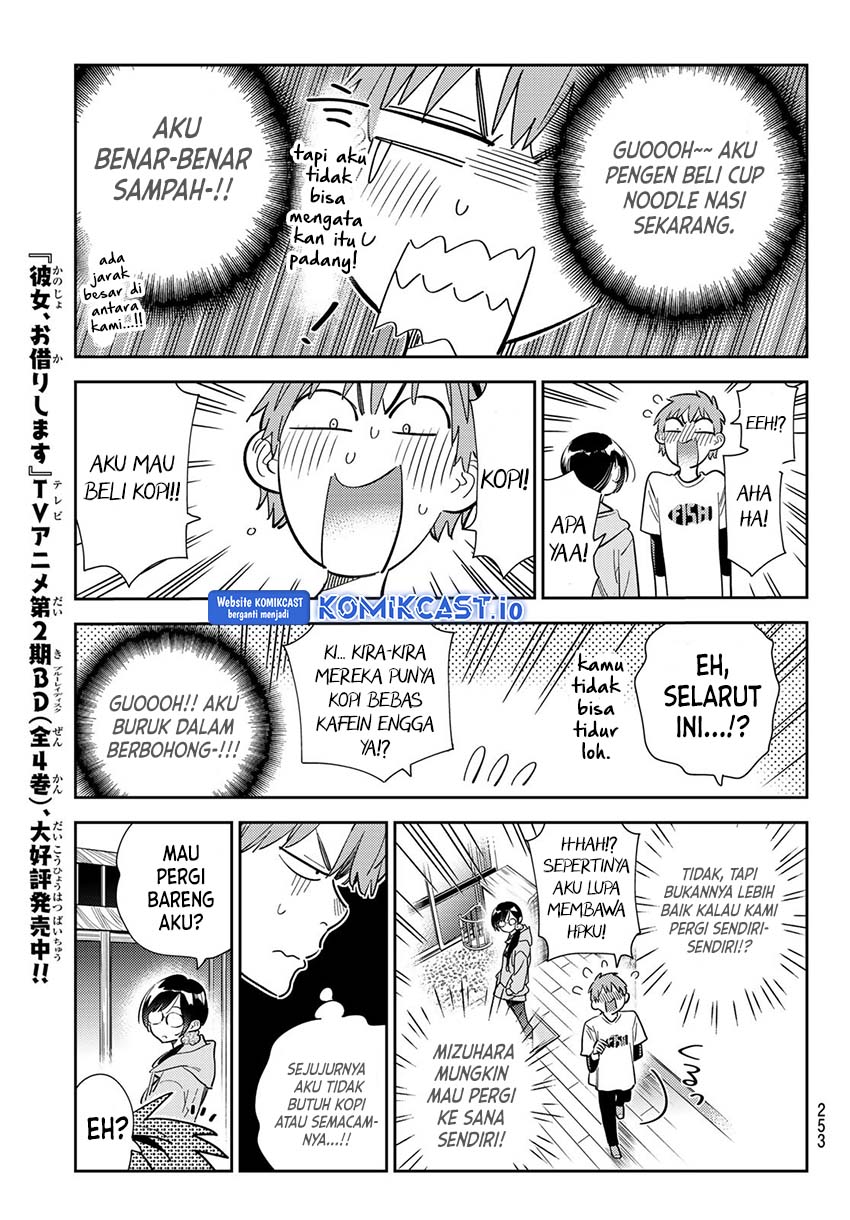 GUOOOH~~ AKU
PENGEN BELI CUP
NOODLE NASI
SEKARANG.
AKU
BENAR-BENAR
SAMPAH-!!
tapi aku
tidak
bisa
mengata
kan itu
padany!
ada
jarak
besar di
antara
kami...!!
EEH!?
AHA
HA!
APA
YAA!
FISH
AKU MAU
BELI KOPI!!
Website KOMIKCAST
berganti menjadi
KOMIKCAST.io
EH,
SELARUT
INI...!?
kamu
tidak
bisa
tidur
loh.
KI... KIRA-KIRA
MEREKA PUNYA
KOPI BEBAS
KAFEIN ENGGA
YA!?
GUOOOH!! AKU
BURUK DALAM
BERBOHONG-!!!
TIDAK, TAPI
BUKANNYA LEBIH
BAIK KALAU KAMI
PERGI SENDIRI-
SENDIRI!?
H-HAH!?
SEPERTINYA
AKU LUPA
MEMBAWA
HPKU!
FISH
MIZUHARA
MUNGKIN
MAU PERGI
KE SANA
SENDIRI!
SEJUJURNYA
AKU TIDAK
BUTUH KOPI
ATAU SEMACAM-
NYA...!!
MAU
PERGI
BARENG
AKU?
EH?
『彼女、お借りします』TVアニメ第2期BD(全4巻)、大好評発売中!!
253